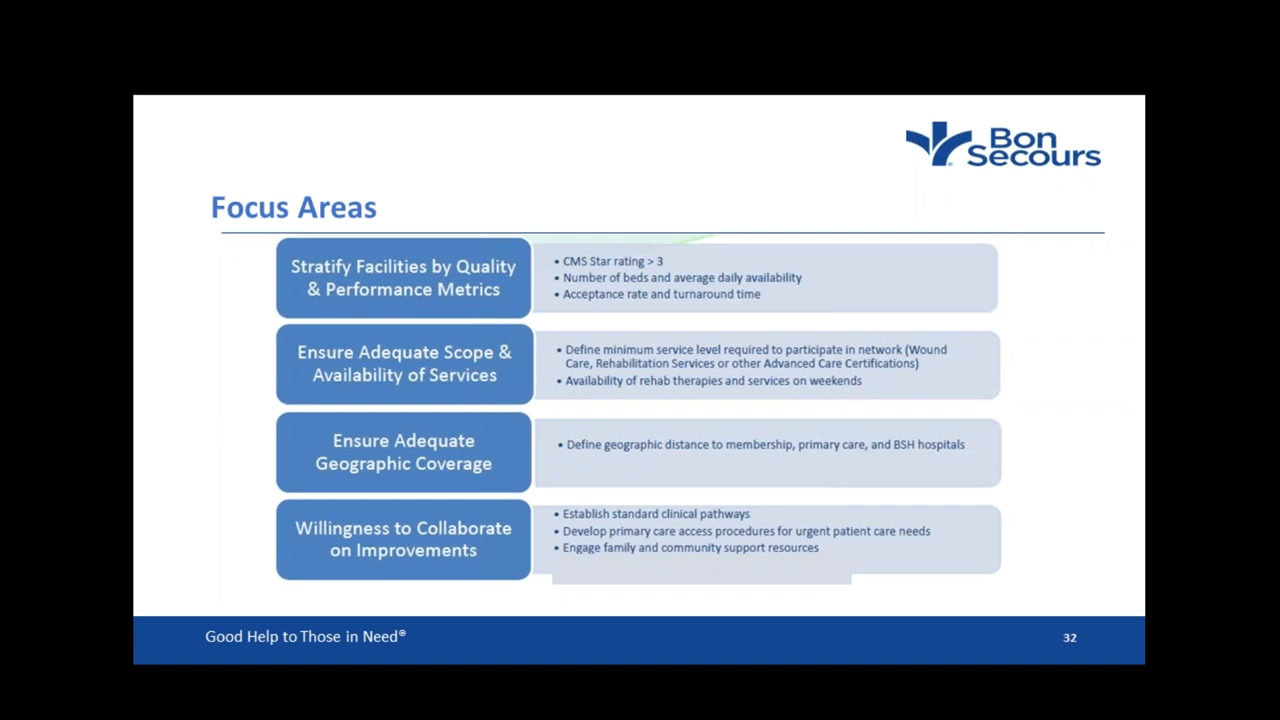 Bon
Secours
Focus Areas
Stratify Facilities by Quality
& Performance Metrics
• CMS Star rating > 3
• Number of beds and average daily availability
• Acceptance rate and turnaround time
Ensure Adequate Scope &
Availability of Services
• Define minimum service level required to participate in network (Wound
Care, Rehabilitation Services or other Advanced Care Certifications)
• Availability of rehab therapies and services on weekends
Ensure Adequate
Geographic Coverage
• Define geographic distance to membership, primary care, and BSH hospitals
Willingness to Collaborate
on Improvements
• Establish standard clinical pathways
• Develop primary care access procedures for urgent patient care needs
• Engage family and community support resources
Good Help to Those in Need®
32